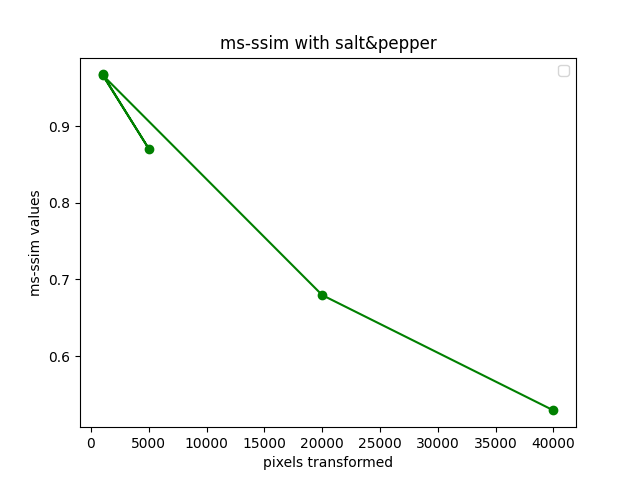 ms-ssim with salt&pepper
ms-ssim values
0.9
0.8
0.7
0.6
0 5000 10000 15000 20000 25000 30000 35000 40000
pixels transformed